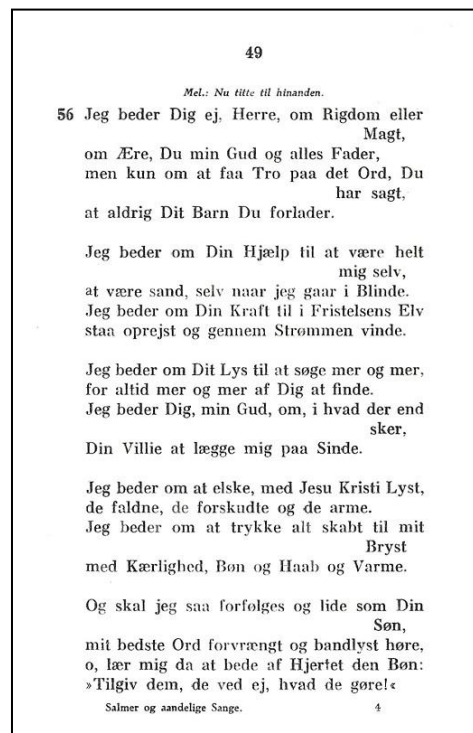 49
Mel.: Nu titte til hinanden.
56 Jeg beder Dig ej, Herre, om Rigdom eller
Magt,
om Ære, Du min Gud og alles Fader,
men kun om at faa Tro paa det Ord, Du
har sagt,
at aldrig Dit Barn Du forlader.
Jeg beder om Din Hjælp til at være helt
mig selv,
at være sand, selv naar jeg gaar i Blinde.
Jeg beder om Din Kraft til i Fristelsens Elv
staa oprejst og gennem Strømmen vinde.
Jeg beder om Dit Lys til at søge mer og mer,
for altid mer og mer af Dig at finde.
Jeg beder Dig, min Gud, om, i hvad der end
sker,
Din Villie at lægge mig paa Sinde.
Jeg beder om at elske, med Jesu Kristi Lyst,
de faldne, de forskudte og de arme.
Jeg beder om at trykke alt skabt til mit
Bryst
med Kærlighed, Bøn og Haab og Varme.
Og skal jeg saa forfølges og lide som Din
Søn,
mit bedste Ord forvrængt og bandlyst høre,
o, lær mig da at bede af Hjertet den Bøn:
»Tilgiv dem, de ved ej, hvad de gøre!«
Salmer og aandelige Sange. 4